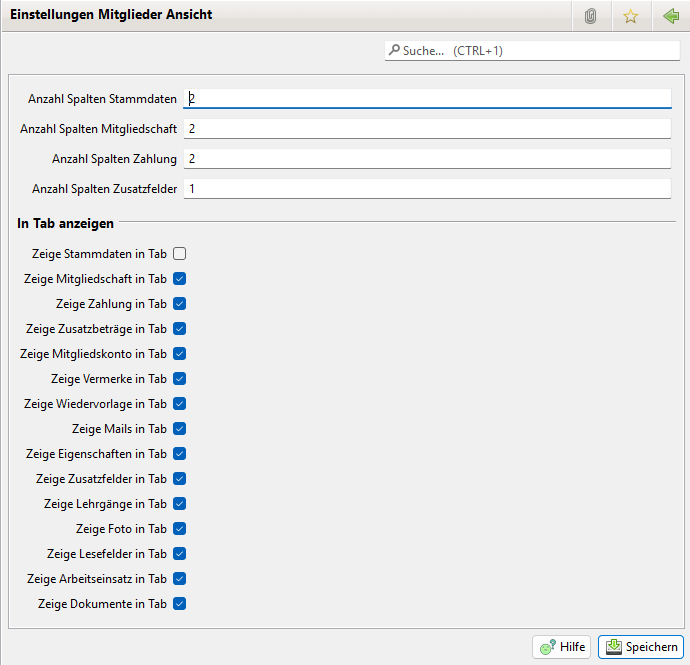 Einstellungen Mitglieder Ansicht
Suche... (CTRL+1)
Anzahl Spalten Stammdaten 2
Anzahl Spalten Mitgliedschaft 2
Anzahl Spalten Zahlung 2
Anzahl Spalten Zusatzfelder 1
In Tab anzeigen
Zeige Stammdaten in Tab
Zeige Mitgliedschaft in Tab
Zeige Zahlung in Tab
Zeige Zusatzbeträge in Tab
Zeige Mitgliedskonto in Tab
Zeige Vermerke in Tab
Zeige Wiedervorlage in Tab
Zeige Mails in Tab
Zeige Eigenschaften in Tab
Zeige Zusatzfelder in Tab
Zeige Lehrgänge in Tab
Zeige Foto in Tab
Zeige Lesefelder in Tab
Zeige Arbeitseinsatz in Tab
Zeige Dokumente in Tab
Hilfe Speichern